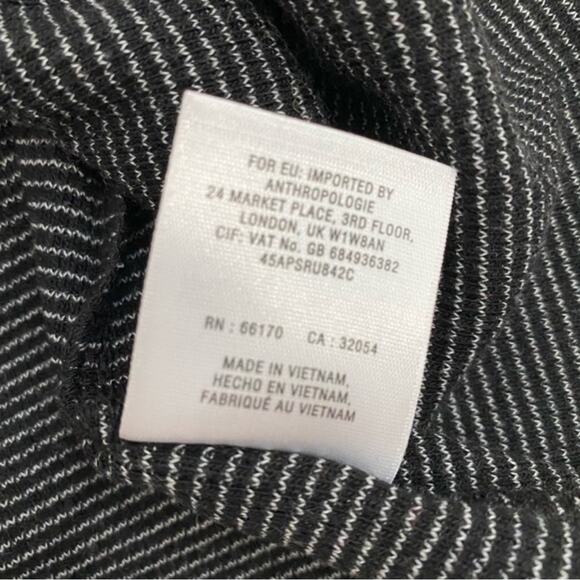 FOR EU: IMPORTED BY
ANTHROPOLOGIE
24 MARKET PLACE, 3RD FLOOR,
LONDON, UK W1W8AN
CIF: VAT No. GB 684936382
45APSRU842C
RN : 66170 CA : 32054
MADE IN VIETNAM,
HECHO EN VIETNAM,
FABRIQUÉ AU VIETNAM